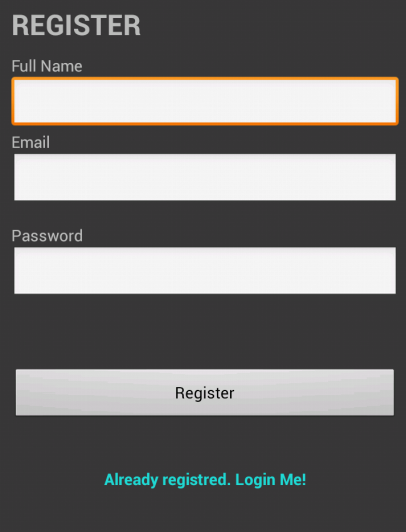 REGISTER
Full Name
Email
Password
Register
Already registred. Login Me!